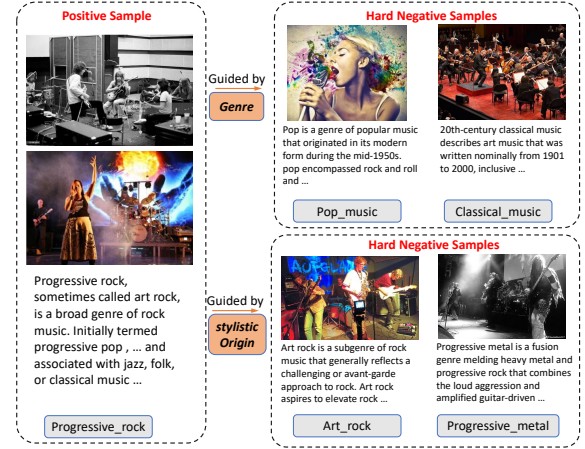 Positive Sample
Progressive rock,
sometimes called art rock,
is a broad genre of rock
music. Initially termed
progressive pop , … and
associated with jazz, folk,
or classical music …
Progressive_rock
Guided by
Genre
Guided by
stylistic
Origin
Hard Negative Samples
Pop is a genre of popular music
that originated in its modern
form during the mid-1950s.
pop encompassed rock and roll
and …
Pop_music
20th-century classical music
describes art music that was
written nominally from 1901
to 2000, inclusive …
Classical_music
Hard Negative Samples
AUFGLA
Art rock is a subgenre of rock
music that generally reflects a
challenging or avant-garde
approach to rock. Art rock
aspires to elevate rock …
Art_rock
Progressive metal is a fusion
genre melding heavy metal and
progressive rock that combines
the loud aggression and
amplified guitar-driven …
Progressive_metal